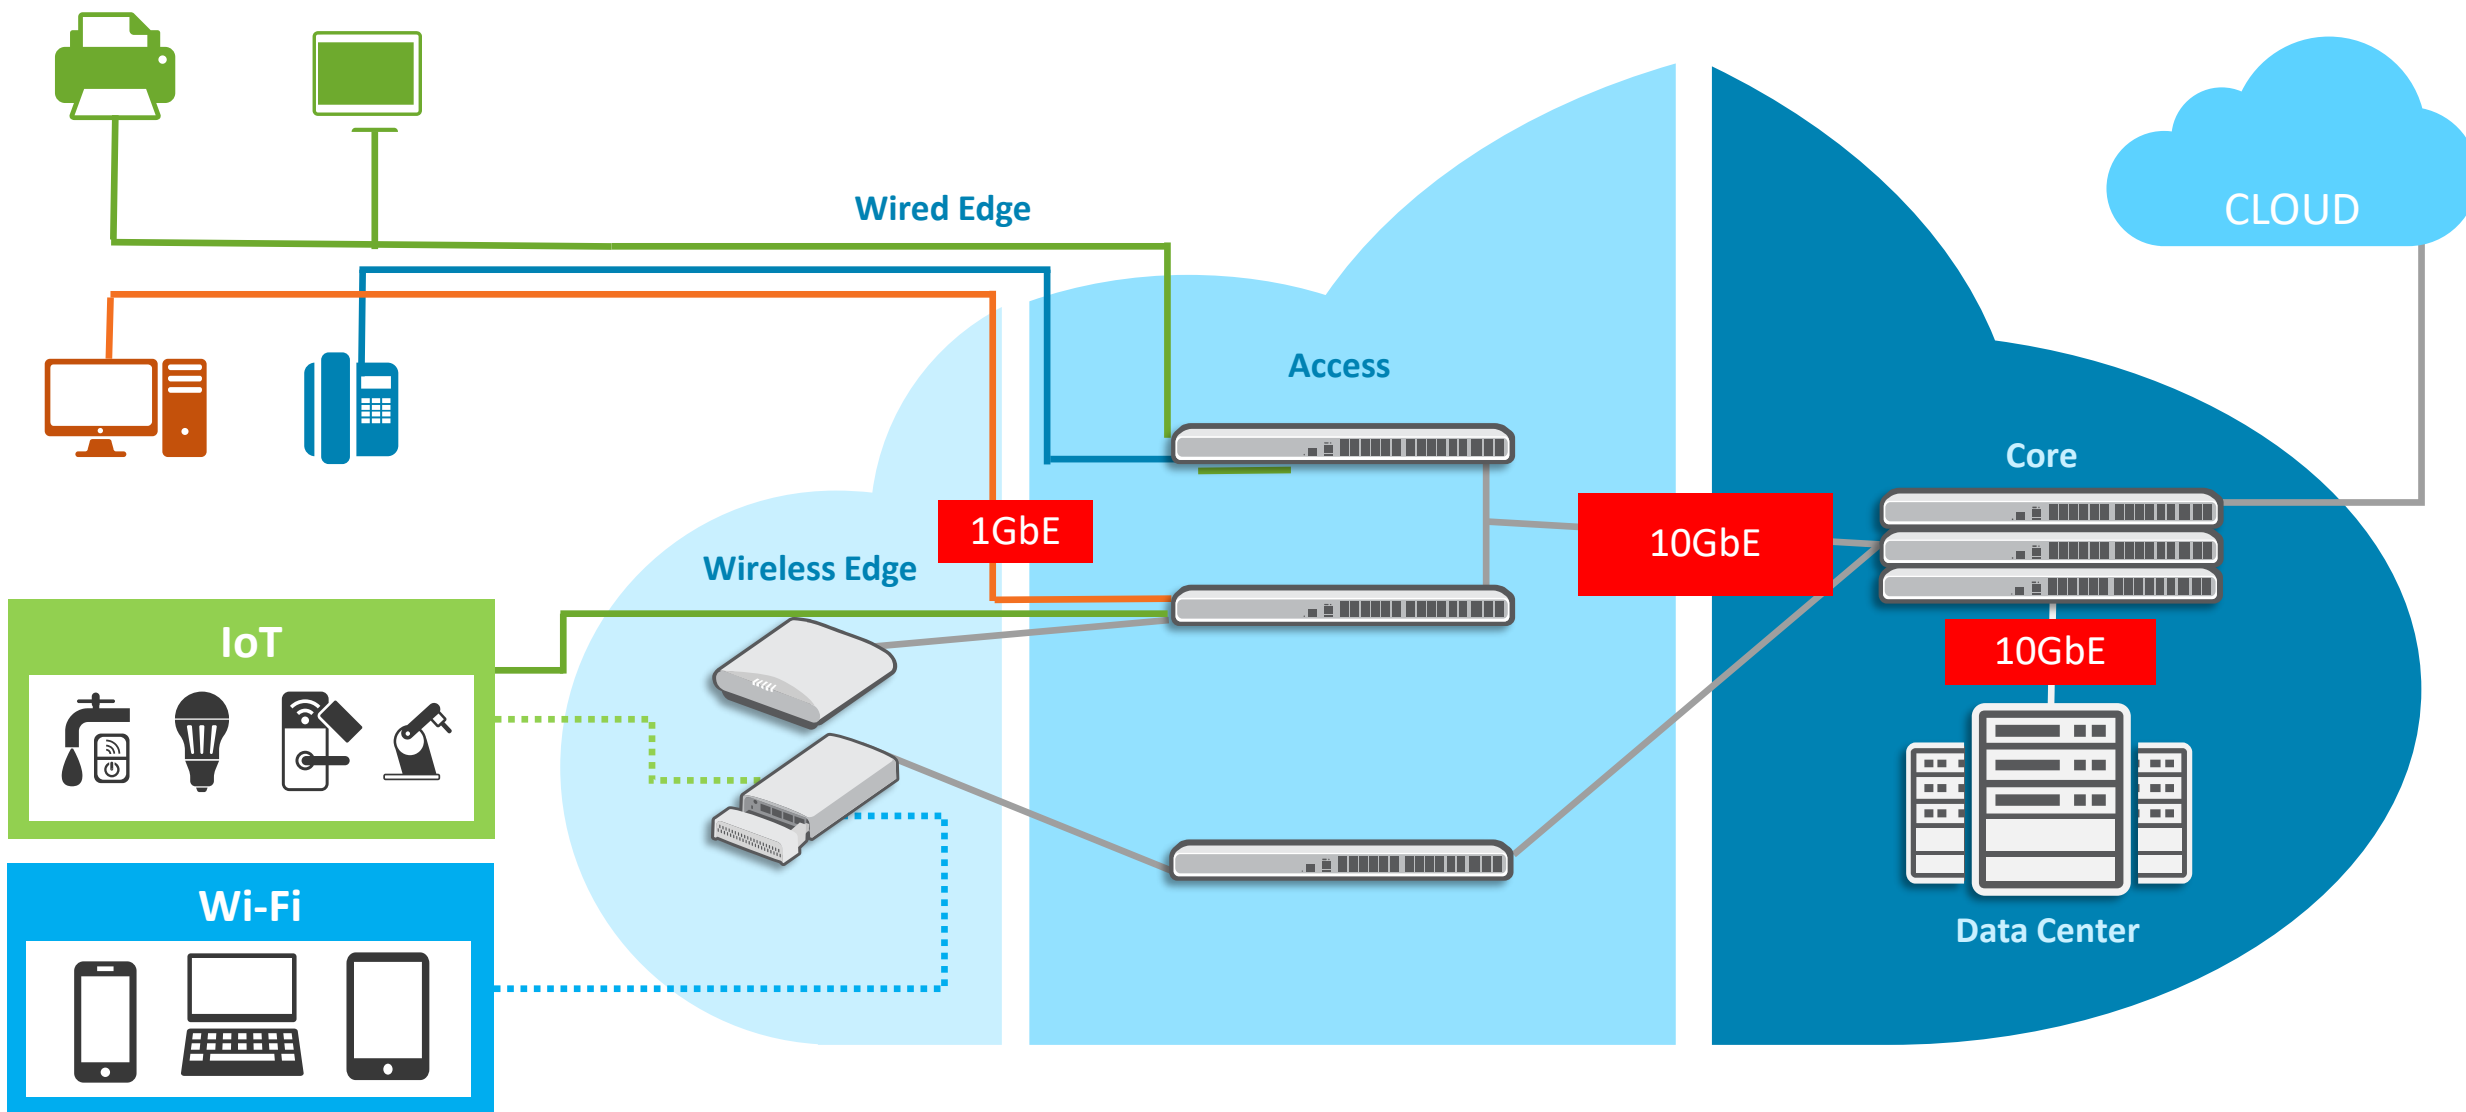 CLOUD
Wired Edge
Access
Core
1GbE
10GbE
Wireless Edge
IoT
10GbE
Wi-Fi
Data Center